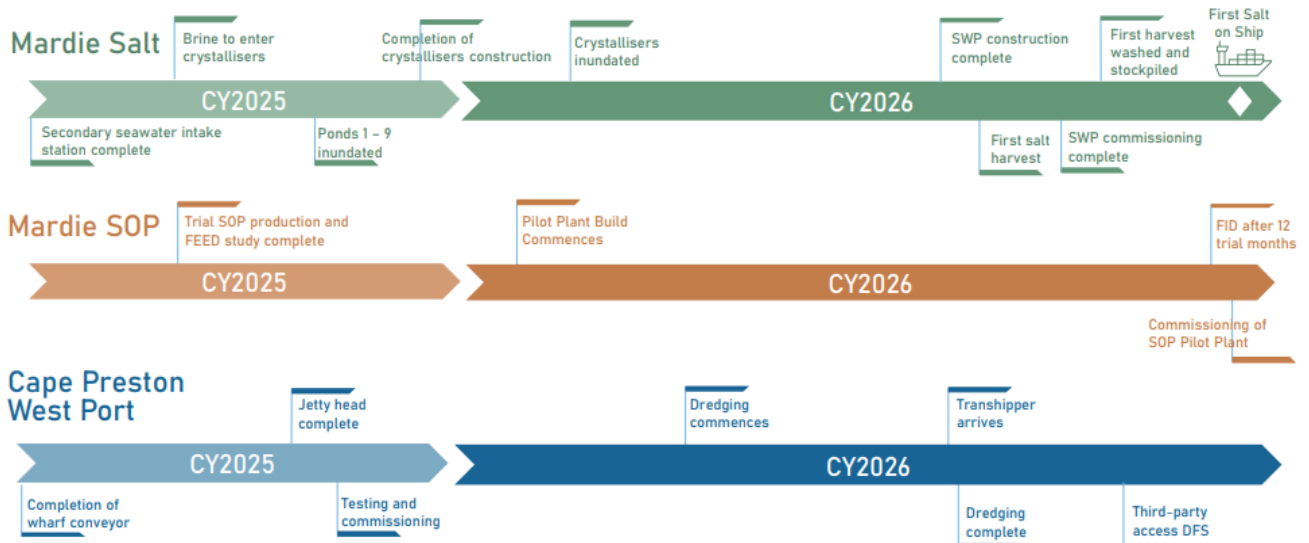 Mardie Salt
Brine to enter
crystallisers
Completion of
crystallisers construction
Crystallisers
inundated
SWP construction
complete
First harvest
washed and
stockpiled
First Salt
on Ship
CY2025
CY2026
Secondary seawater intake
station complete
Ponds 1 – 9
inundated
First salt
harvest
SWP commissioning
complete
Mardie SOP
Trial SOP production and
FEED study complete
Pilot Plant Build
Commences
FID after 12
trial months
CY2025
CY2026
Commissioning of
SOP Pilot Plant
Cape Preston
West Port
Jetty head
complete
Dredging
commences
Transhipper
arrives
CY2025
CY2026
Completion of
wharf conveyor
Testing and
commissioning
Dredging
complete
Third-party
access DFS